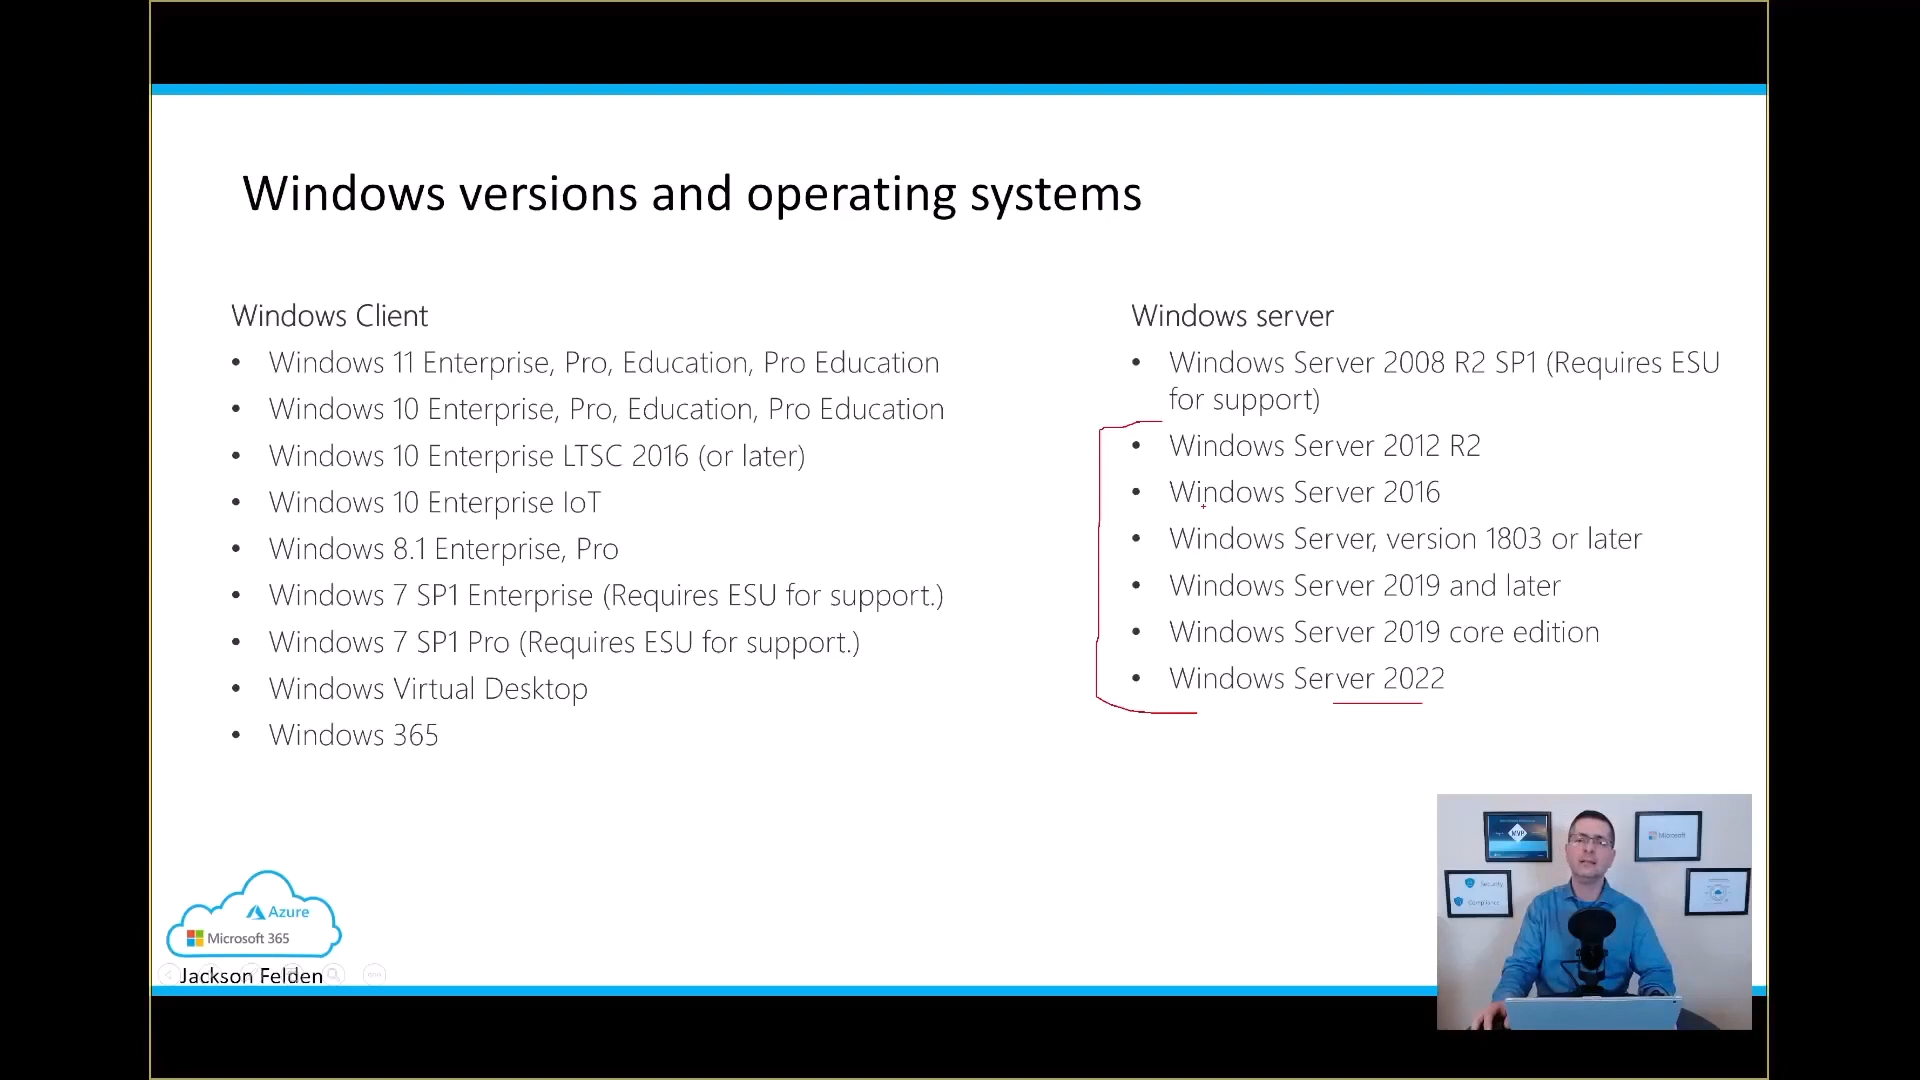 Windows versions and operating systems
Windows Client
• Windows 11 Enterprise, Pro, Education, Pro Education
• Windows 10 Enterprise, Pro, Education, Pro Education
• Windows 10 Enterprise LTSC 2016 (or later)
• Windows 10 Enterprise IoT
• Windows 8.1 Enterprise, Pro
• Windows 7 SP1 Enterprise (Requires ESU for support.)
• Windows 7 SP1 Pro (Requires ESU for support.)
• Windows Virtual Desktop
• Windows 365
Windows server
• Windows Server 2008 R2 SP1 (Requires ESU
for support)
• Windows Server 2012 R2
• Windows Server 2016
• Windows Server, version 1803 or later
• Windows Server 2019 and later
• Windows Server 2019 core edition
• Windows Server 2022
Azure
Microsoft 365
Jackson Felden
MVP
Microsoft
Security
Compliance